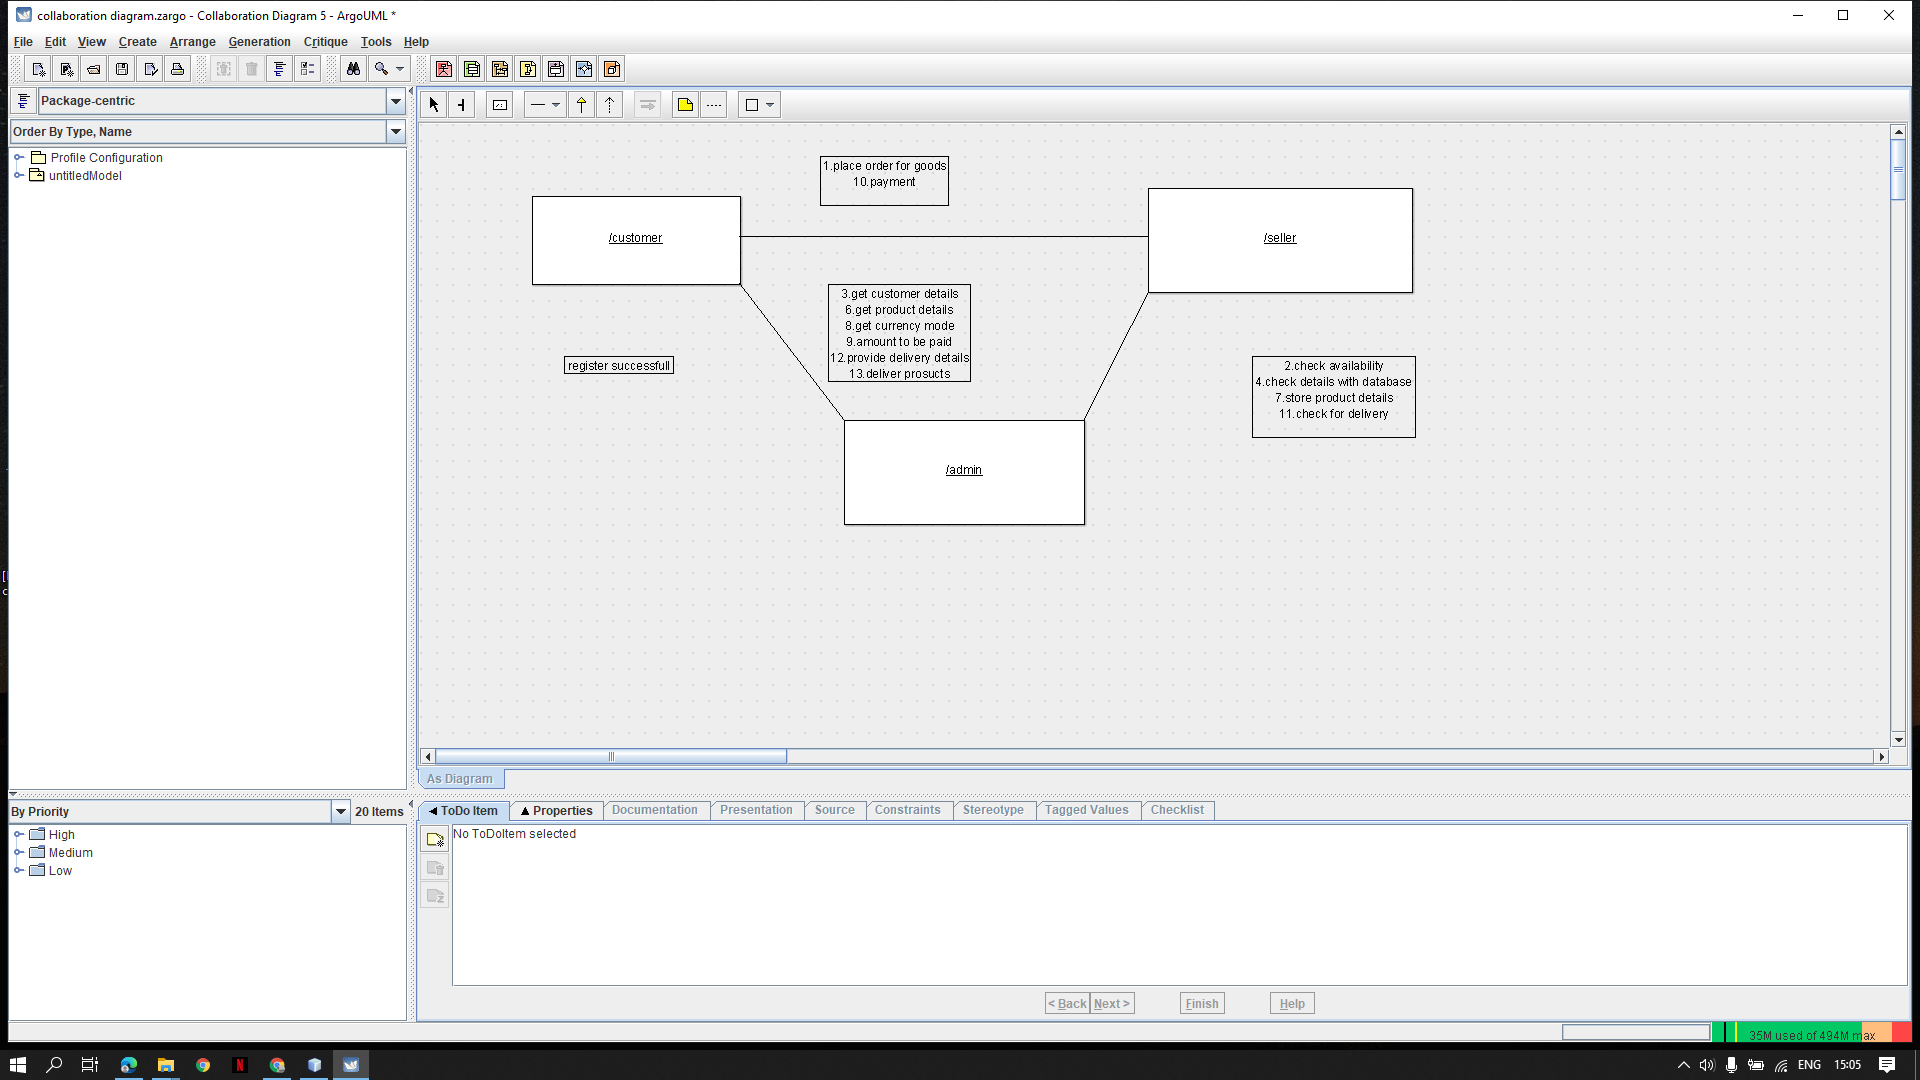 collaboration diagram.zargo - Collaboration Diagram 5 - ArgoUML *
File Edit View Create Arrange Generation Critique Tools Help
Package-centric
Order By Type, Name
Profile Configuration
untitledModel
1.place order for goods
10.payment
/customer
/seller
3.get customer details
6.get product details
8.get currency mode
9.amount to be paid
12.provide delivery details
13.deliver prosucts
register successfull
2.check availability
4.check details with database
7.store product details
11.check for delivery
/admin
As Diagram
By Priority
20 Items
High
Medium
Low
ToDo Item Properties Documentation Presentation Source Constraints Stereotype Tagged Values Checklist
No ToDoItem selected
< Back Next > Finish Help
35M used of 494M max
ENG 15:05